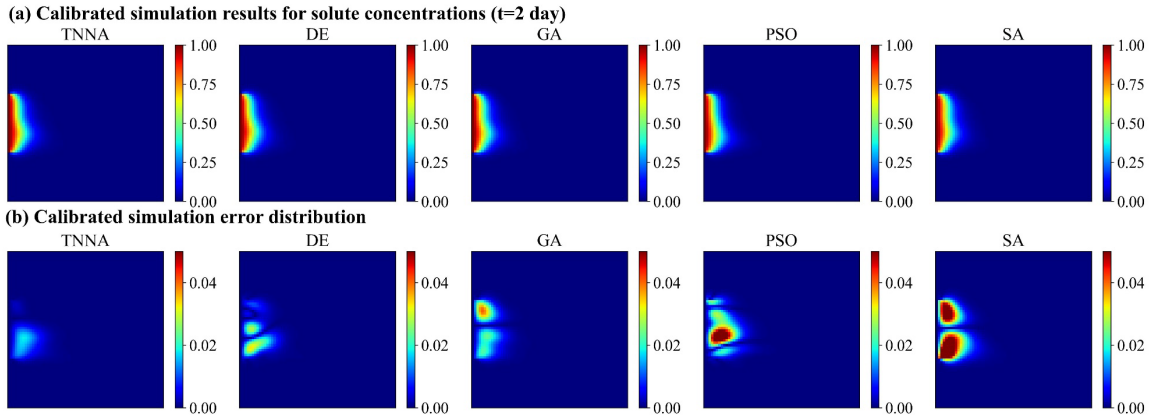 (a) Calibrated simulation results for solute concentrations (t=2 day)
TNNA DE GA PSO SA
1.00 1.00 1.00 1.00 1.00
0.75 0.75 0.75 0.75 0.75
0.50 0.50 0.50 0.50 0.50
0.25 0.25 0.25 0.25 0.25
0.00 0.00 0.00 0.00 0.00
(b) Calibrated simulation error distribution
TNNA DE GA PSO SA
0.04 0.04 0.04 0.04 0.04
0.02 0.02 0.02 0.02 0.02
0.00 0.00 0.00 0.00 0.00